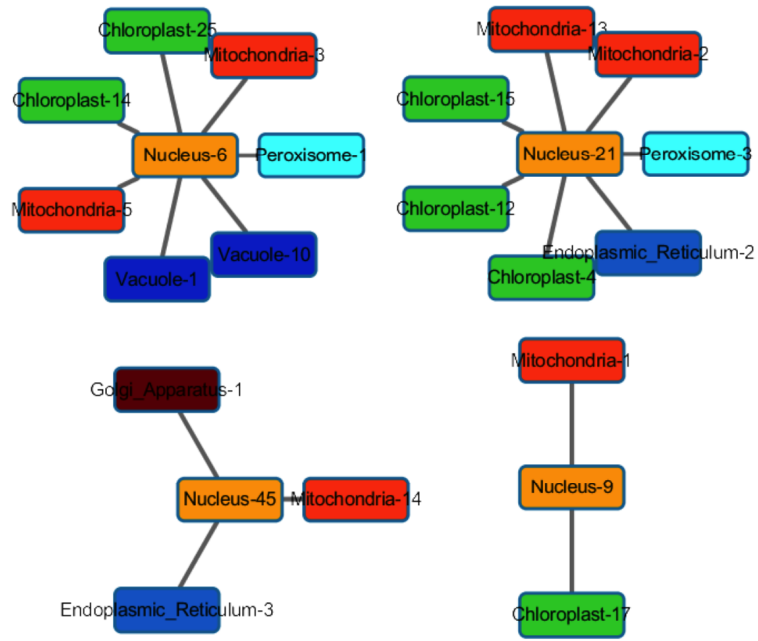 Chloroplast-25
Mitochondria-3
Chloroplast-14
Nucleus-6
Peroxisome-1
Mitochondria-5
Vacuole-10
Vacuole-1
Mitochondria-13
Mitochondria-2
Chloroplast-15
Nucleus-21
Peroxisome-3
Chloroplast-12
Endoplasmic_Reticulum-2
Chloroplast-4
Golgi_Apparatus-1
Nucleus-45
Mitochondria-14
Endoplasmic_Reticulum-3
Mitochondria-1
Nucleus-9
Chloroplast-17